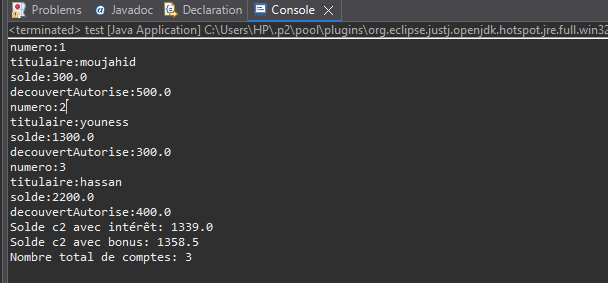 Problems Javadoc Declaration Console
<terminated> test [Java Application] C:\Users\HP\.p2\pool\plugins\org.eclipse.justj.openjdk.hotspot.jre.full.win32
numero:1
titulaire:moujahid
solde:300.0
decouvertAutorise:500.0
numero:2
titulaire:youness
solde:1300.0
decouvertAutorise:300.0
numero:3
titulaire:hassan
solde:2200.0
decouvertAutorise:400.0
Solde c2 avec intérêt: 1339.0
Solde c2 avec bonus: 1358.5
Nombre total de comptes: 3